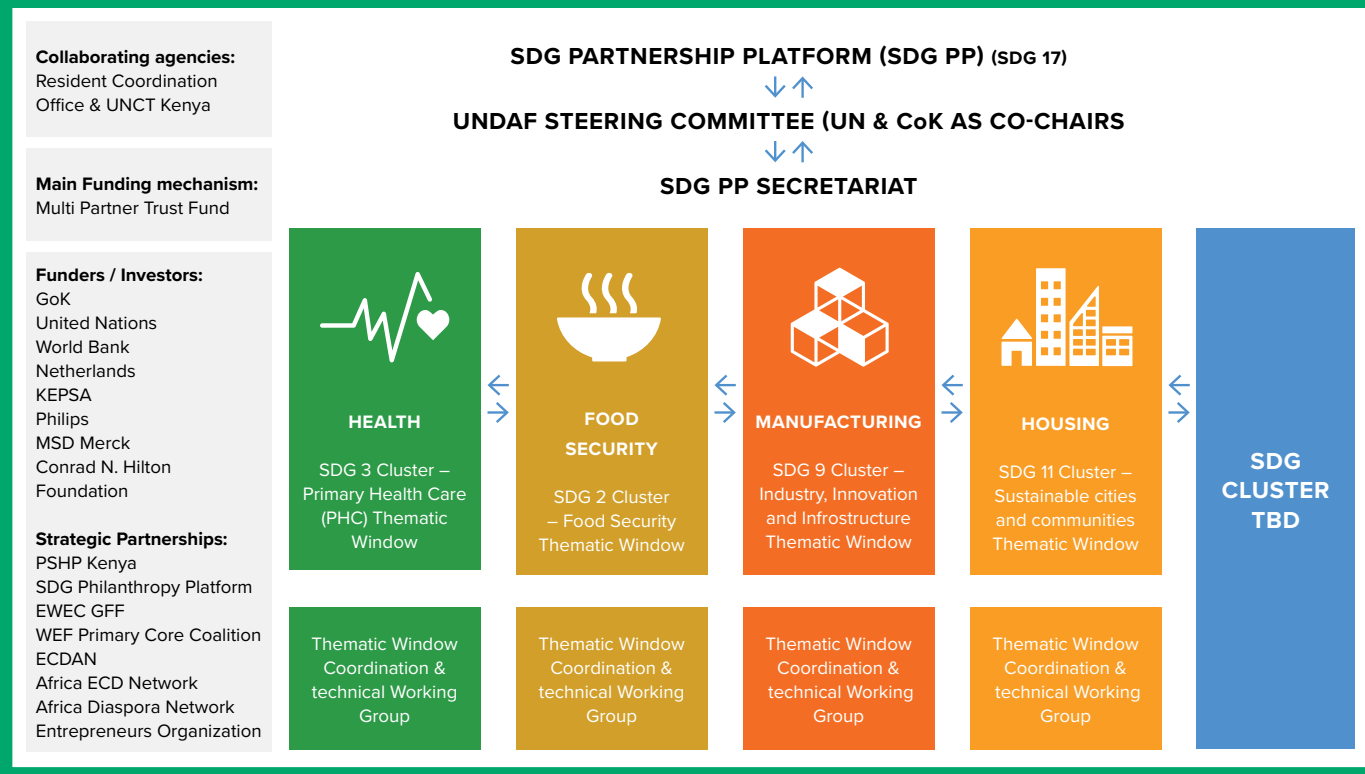 Collaborating agencies:
Resident Coordination
Office & UNCT Kenya
Main Funding mechanism:
Multi Partner Trust Fund
Funders / Investors:
GoK
United Nations
World Bank
Netherlands
KEPSA
Philips
MSD Merck
Conrad N. Hilton
Foundation
Strategic Partnerships:
PSHP Kenya
SDG Philanthropy Platform
EWEC GFF
WEF Primary Core Coalition
ECDAN
Africa ECD Network
Africa Diaspora Network
Entrepreneurs Organization
SDG PARTNERSHIP PLATFORM (SDG PP) (SDG 17)
UNDAF STEERING COMMITTEE (UN & CoK AS CO-CHAIRS
SDG PP SECRETARIAT
HEALTH
SDG 3 Cluster –
Primary Health Care
(PHC) Thematic
Window
FOOD
SECURITY
SDG 2 Cluster
– Food Security
Thematic Window
MANUFACTURING
SDG 9 Cluster –
Industry, Innovation
and Infrostructure
Thematic Window
HOUSING
SDG 11 Cluster –
Sustainable cities
and communities
Thematic Window
SDG
CLUSTER
TBD
Thematic Window
Coordination &
technical Working
Group
Thematic Window
Coordination &
technical Working
Group
Thematic Window
Coordination &
technical Working
Group
Thematic Window
Coordination &
technical Working
Group